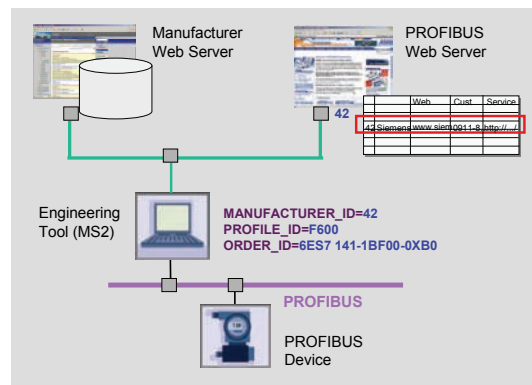 Manufacturer
Web Server
PROFIBUS
Web Server
42
Web Cust. Service
42 Siemens www.siem 0911-8. http://.../
Engineering
Tool (MS2)
MANUFACTURER_ID=42
PROFILE_ID=F600
ORDER_ID=6ES7 141-1BF00-0XB0
PROFIBUS
PROFIBUS
Device